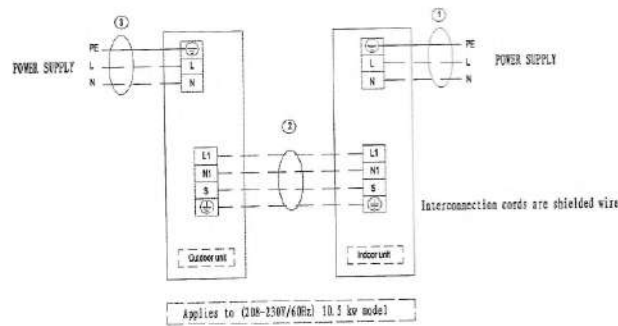 ③ ①
PE PE
POWER SUPPLY L L L L POWER SUPPLY
N N N N
②
L1 L1
N1 N1
S S
Interconnection cords are shielded wire
Outdoor unit Indoor unit
Applies to (208-230V/60Hz) 10.5 kw model